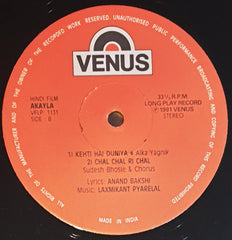 ALL RIGHTS OF THE MANUFACTURER AND OF THE OWNER OF THE RECORDED WORK RESERVED. UNAUTHORISED PUBLIC PERFORMANCE, BROADCASTING AND COPYING OF THIS RECORD PROHIBITED
VENUS
HINDI FILM
AKAYLA
VFLP 1131
SIDE : B
33⅓ R.P.M.
LONG PLAY RECORD
℗ 1991 VENUS
STEREO
1) KEHTI HAI DUNIYA • Alka Yagnik
2) CHAL CHAL RI CHAL
Sudesh Bhosle & Chorus
Lyrics: ANAND BAKSHI
Music: LAXMIKANT PYARELAL
MADE IN INDIA